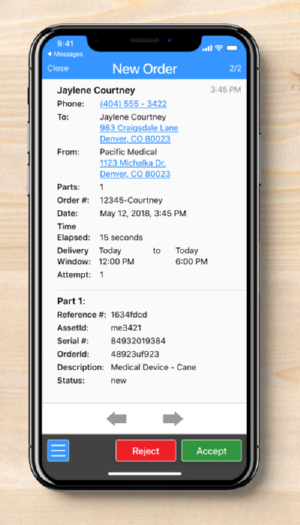 9:41
Messages
Close New Order 2/2
Jaylene Courtney 3:45 PM
Phone: (404) 555 - 3422
To: Jaylene Courtney
983 Craigsdale Lane
Denver, CO 80023
From: Pacific Medical
1123 Michalka Dr.
Denver, CO 80023
Parts: 1
Order #: 12345-Courtney
Date: May 12, 2018, 3:45 PM
Time
Elapsed: 15 seconds
Delivery Today to Today
Window: 12:00 PM 6:00 PM
Attempt: 1
Part 1:
Reference #: 1634fdcd
AssetId: me3421
Serial #: 84932019384
OrderId: 48923uf923
Description: Medical Device - Cane
Status: new
Reject Accept